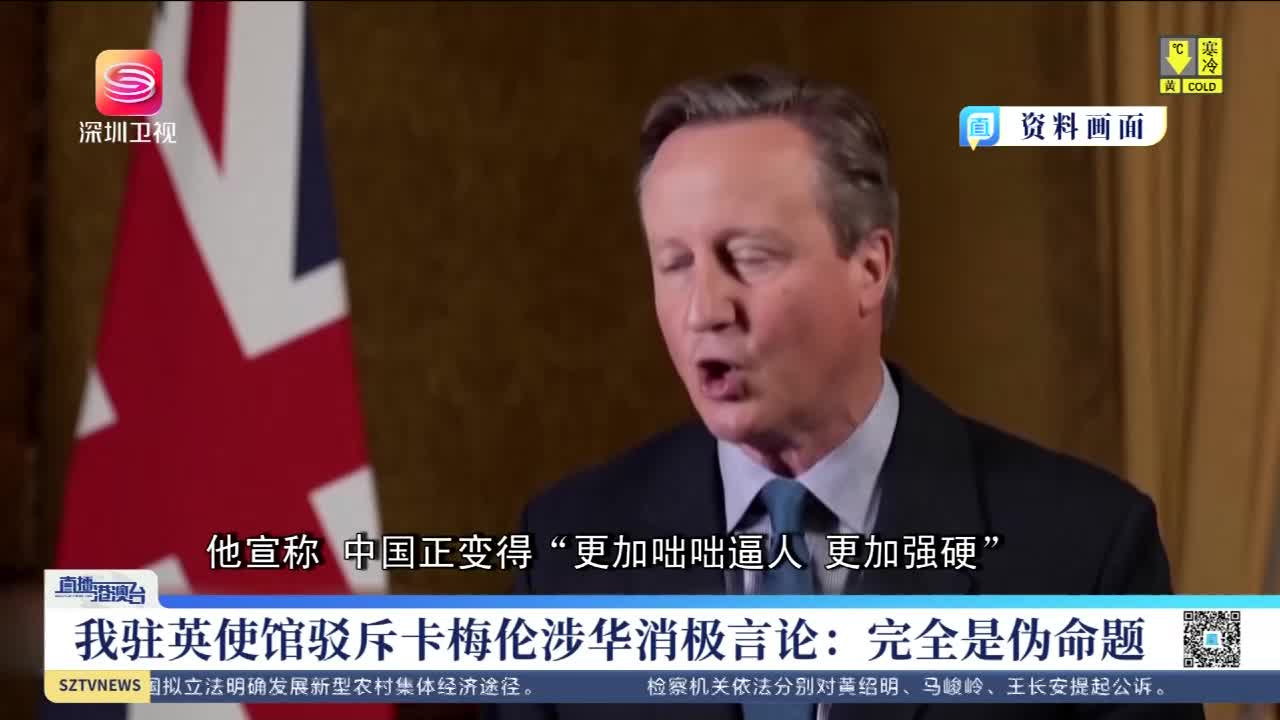 深圳卫视
℃
寒冷
黄
COLD
直
资料画面
他宣称 中国正变得“更加咄咄逼人 更加强硬”
直播港澳台
我驻英使馆驳斥卡梅伦涉华消极言论：完全是伪命题
直
SZTVNEWS
国拟立法明确发展新型农村集体经济途径。 检察机关依法分别对黄绍明、马峻岭、王长安提起公诉。